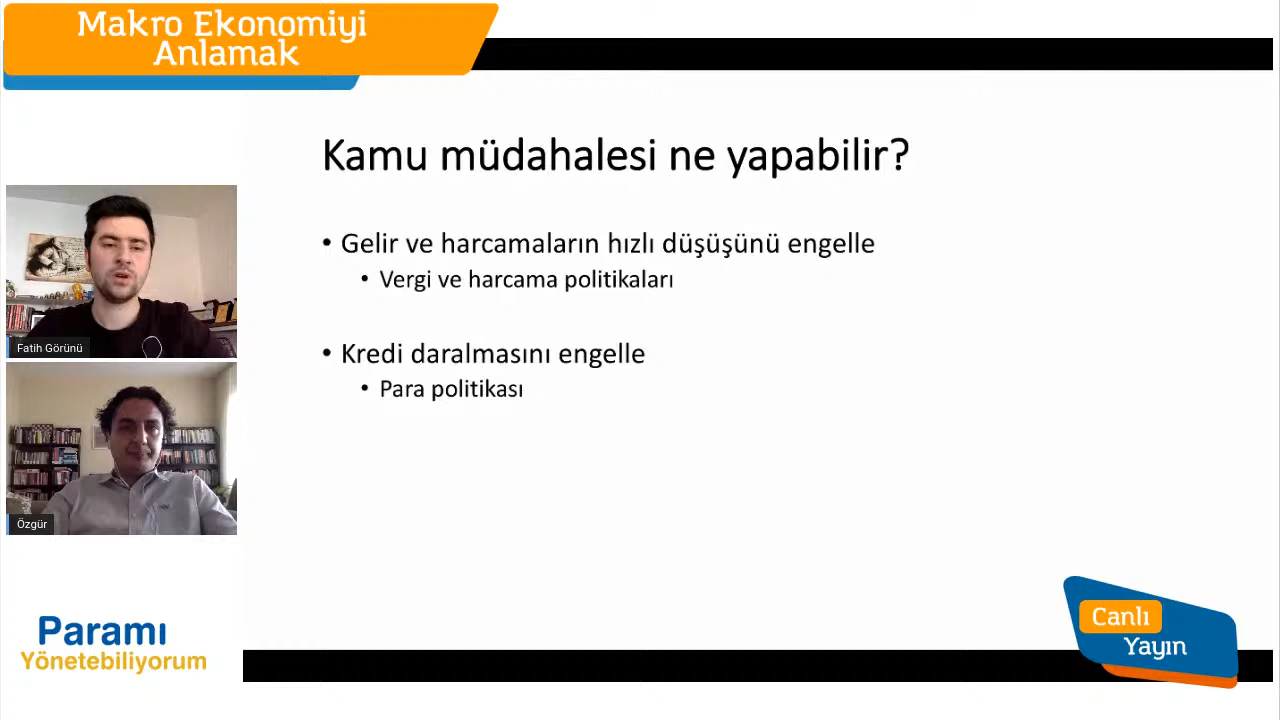 Makro Ekonomiyi
Anlamak
Kamu müdahalesi ne yapabilir?
• Gelir ve harcamaların hızlı düşüşünü engelle
• Vergi ve harcama politikaları
• Kredi daralmasını engelle
• Para politikası
Fatih Görünü
Özgür
Paramı
Yönetebiliyorum
Canlı
Yayın